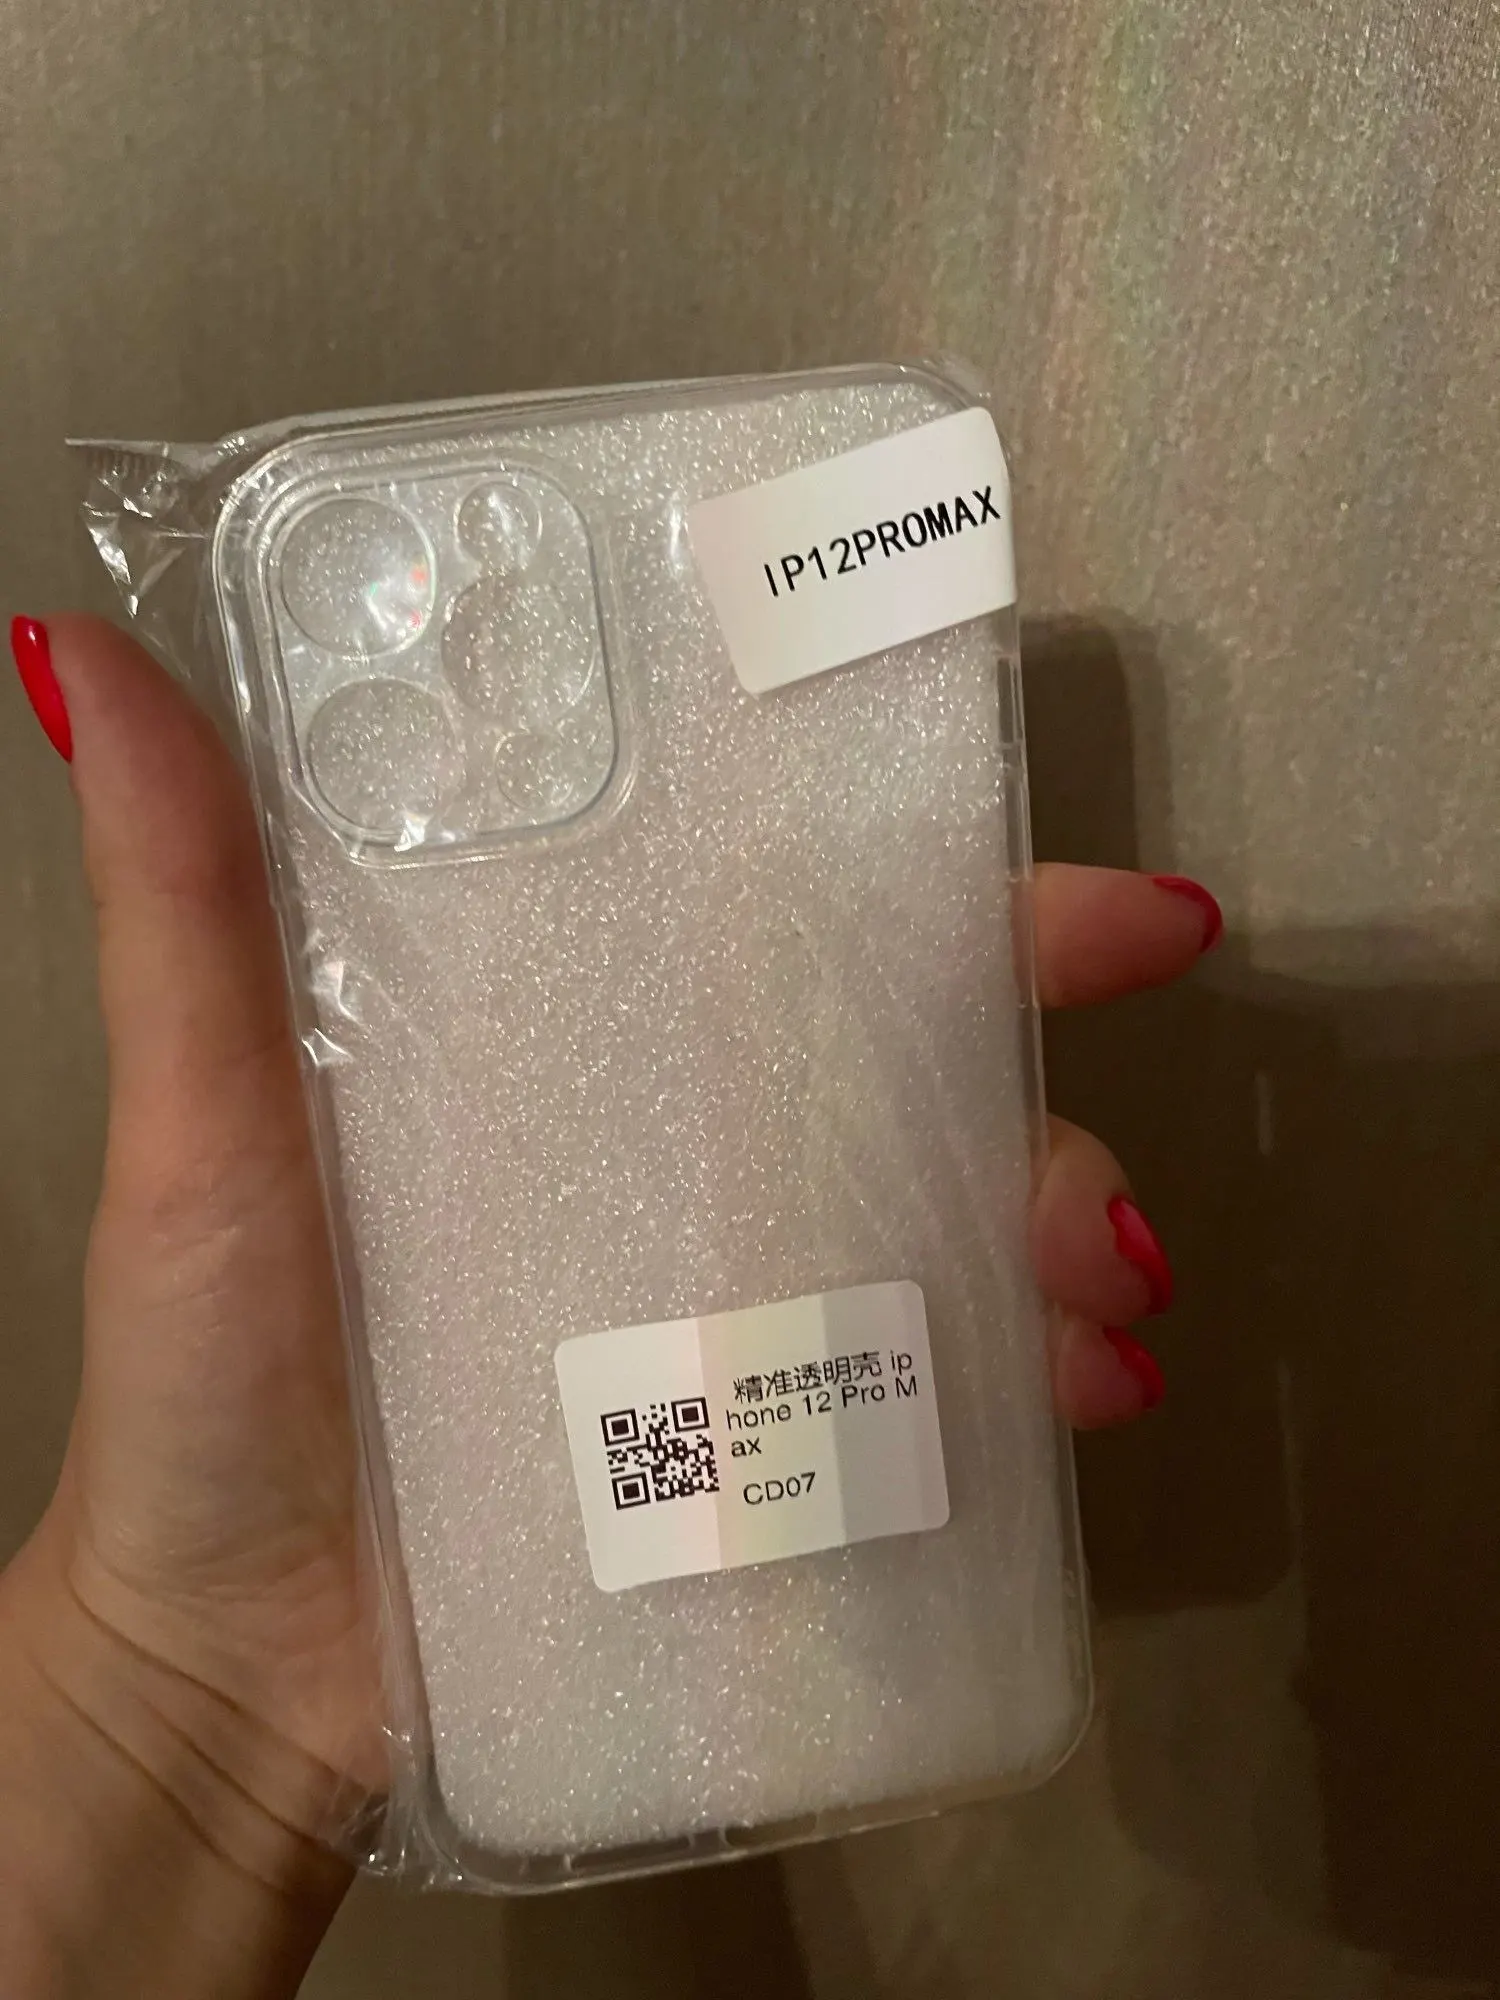 IP12PROMAX
精准透明壳 ip
hone 12 Pro M
ax
CD07